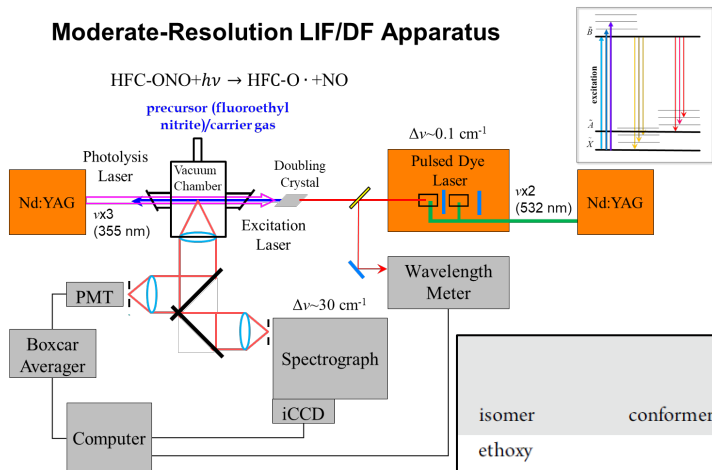 Moderate-Resolution LIF/DF Apparatus
HFC-ONO+hν → HFC-O · +NO
precursor (fluoroethyl
nitrite)/carrier gas
B̃
excitation
Ã
X̃
Photolysis
Laser
Vacuum
Chamber
Doubling
Crystal
Δν~0.1 cm⁻¹
Pulsed Dye
Laser
Nd:YAG
νx3
(355 nm)
Excitation
Laser
νx2
(532 nm)
Nd:YAG
Wavelength
Meter
PMT
Δν~30 cm⁻¹
Boxcar
Averager
Spectrograph
iCCD
Computer
isomer conformer
ethoxy